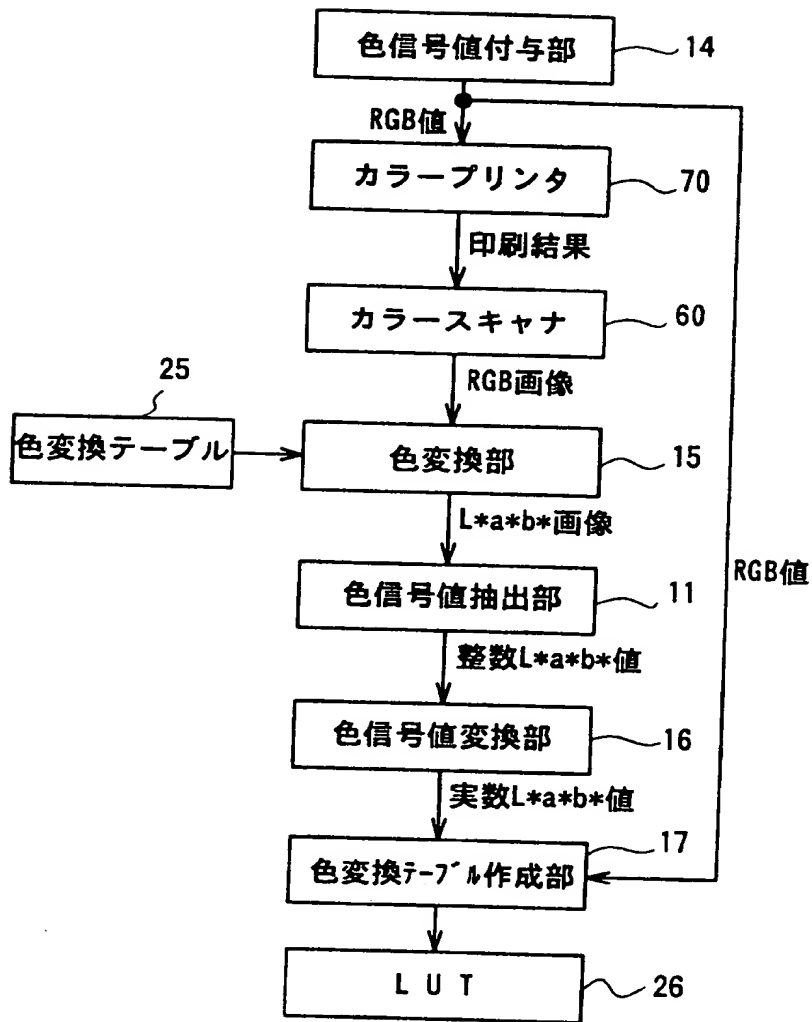 色信号値付与部
14
RGB値
カラープリンタ
70
印刷結果
カラースキャナ
60
RGB画像
25
色変換テーブル
色変換部
15
L*a*b*画像
RGB値
色信号値抽出部
11
整数L*a*b*値
色信号値変換部
16
実数L*a*b*値
17
色変換ﾃｰﾌﾞﾙ作成部
LUT
26